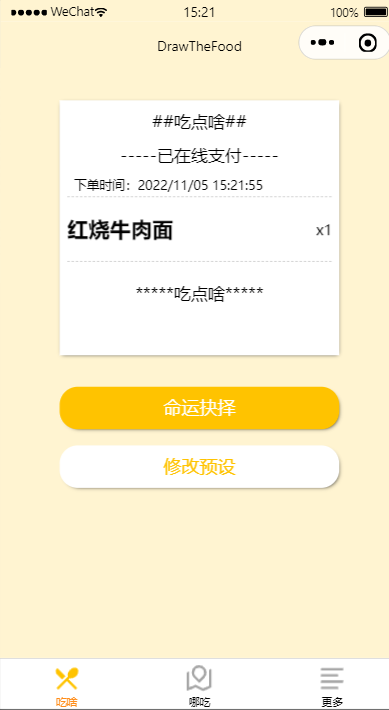 WeChat 15:21 100%
DrawTheFood
##吃点啥##
-----已在线支付-----
下单时间：2022/11/05 15:21:55
红烧牛肉面 x1
*****吃点啥*****
命运抉择
修改预设
吃啥 哪吃 更多